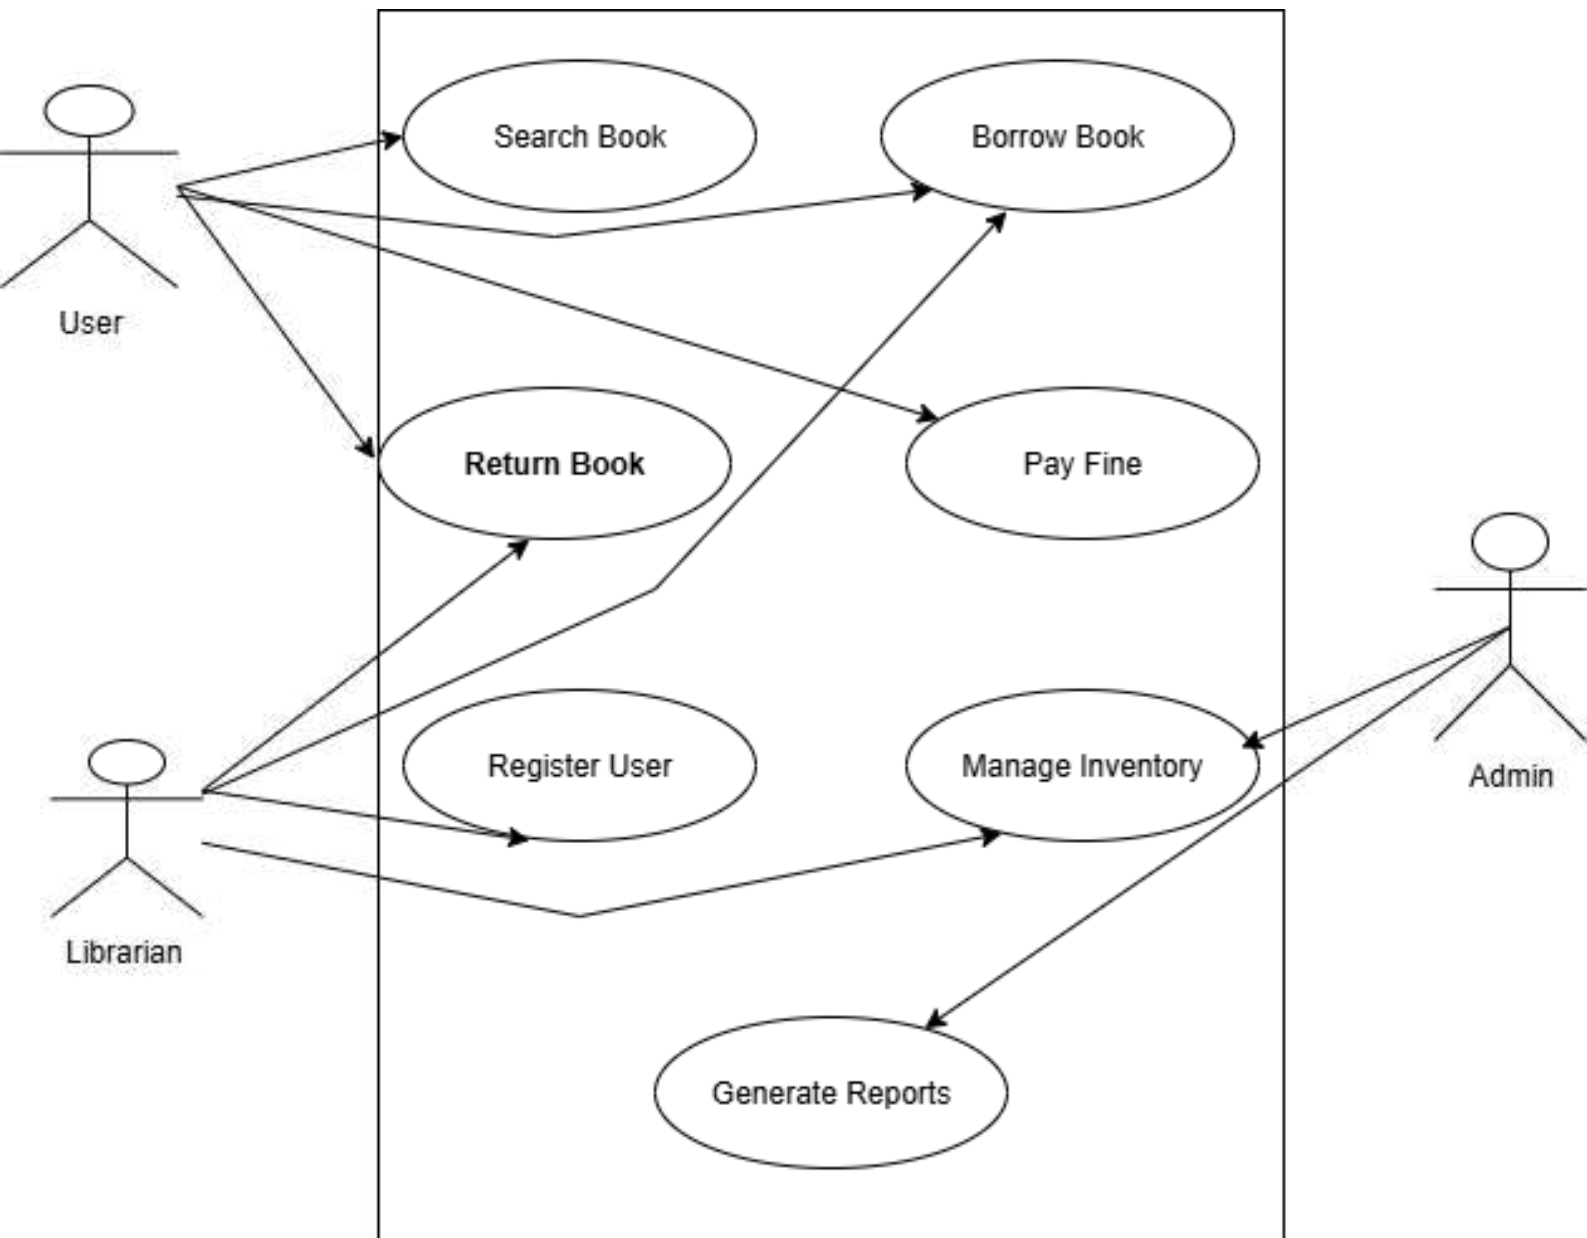 Search Book
Borrow Book
User
Return Book
Pay Fine
Register User
Manage Inventory
Admin
Librarian
Generate Reports